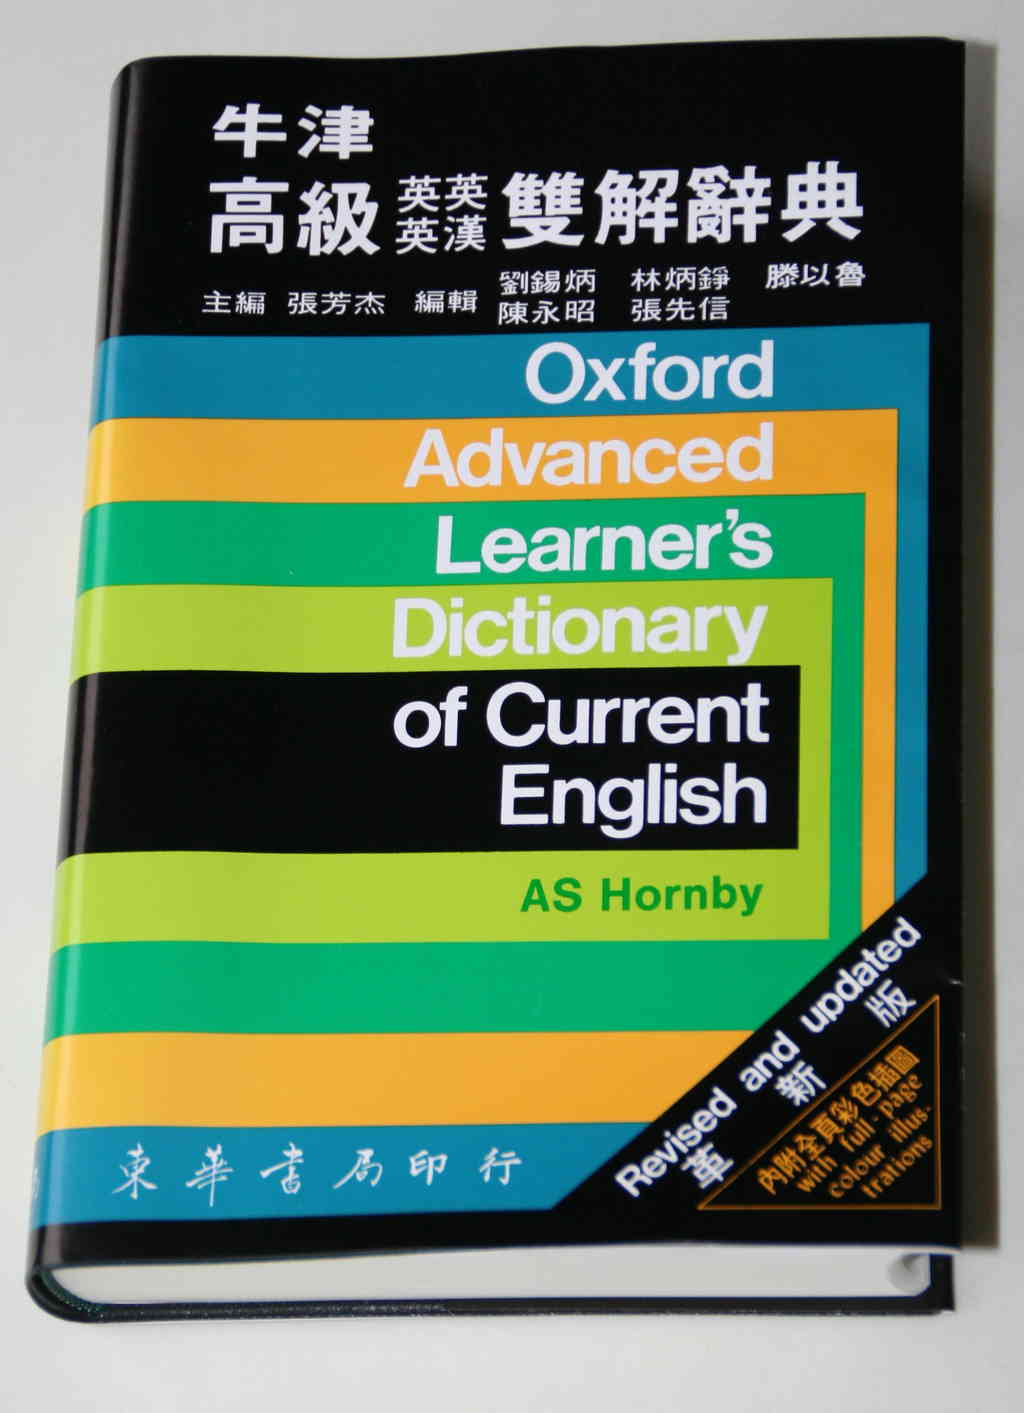 牛津
高級 英英 英漢 雙解辭典
主編 張芳杰 編輯 劉錫炳 林炳錚 滕以魯
陳永昭 張先信
Oxford
Advanced
Learner's
Dictionary
of Current
English
AS Hornby
Revised and updated
革新版
內附全頁彩色插圖
with full-page
colour illus-
trations
東華書局印行